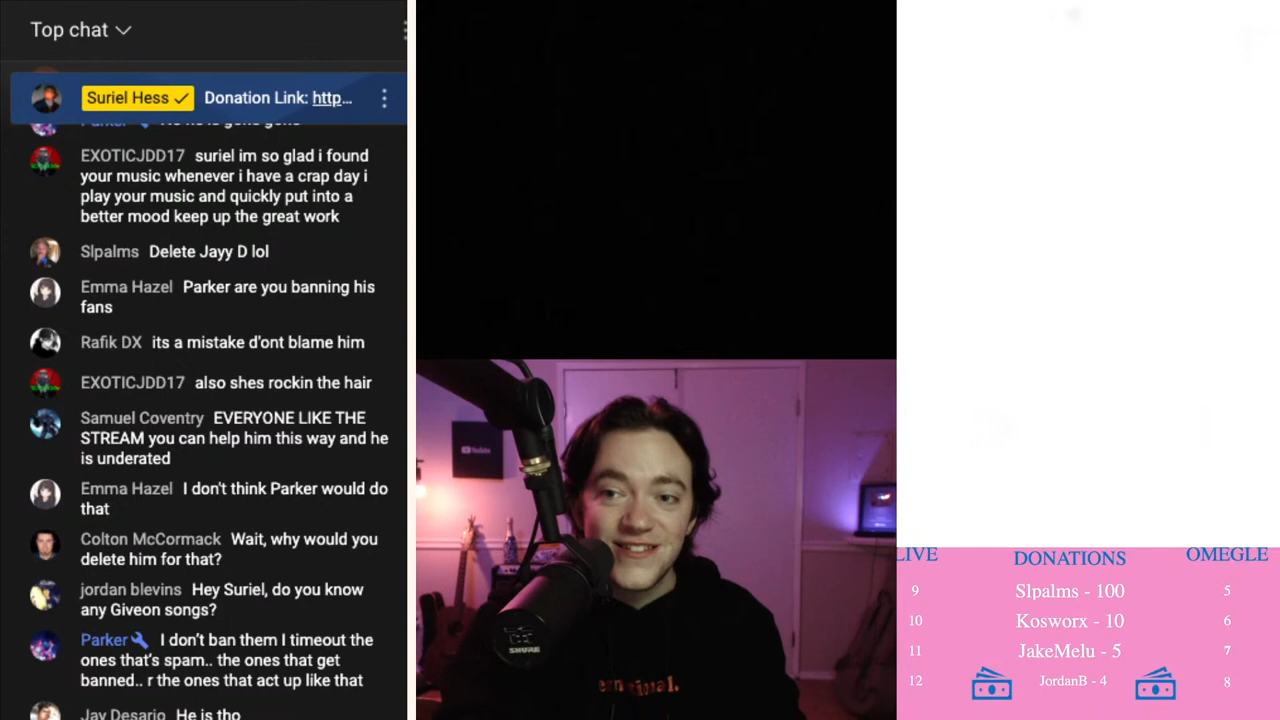 Top chat
Suriel Hess Donation Link: http...
EXOTICJDD17 suriel im so glad i found
your music whenever i have a crap day i
play your music and quickly put into a
better mood keep up the great work
Slpalms Delete Jayy D lol
Emma Hazel Parker are you banning his
fans
Rafik DX its a mistake d'ont blame him
EXOTICJDD17 also shes rockin the hair
Samuel Coventry EVERYONE LIKE THE
STREAM you can help him this way and he
is underated
Emma Hazel I don't think Parker would do
that
Colton McCormack Wait, why would you
delete him for that?
jordan blevins Hey Suriel, do you know
any Giveon songs?
Parker I don't ban them I timeout the
ones that's spam.. the ones that get
banned.. r the ones that act up like that
Jay Desario He is tho
YouTube
SHURE
LIVE DONATIONS OMEGLE
9 Slpalms - 100 5
10 Kosworx - 10 6
11 JakeMelu - 5 7
12 JordanB - 4 8